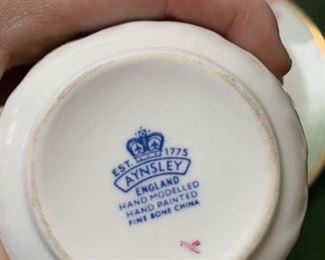 EST. 1775
AYNSLEY
ENGLAND
HAND MODELLED
HAND PAINTED
FINE BONE CHINA